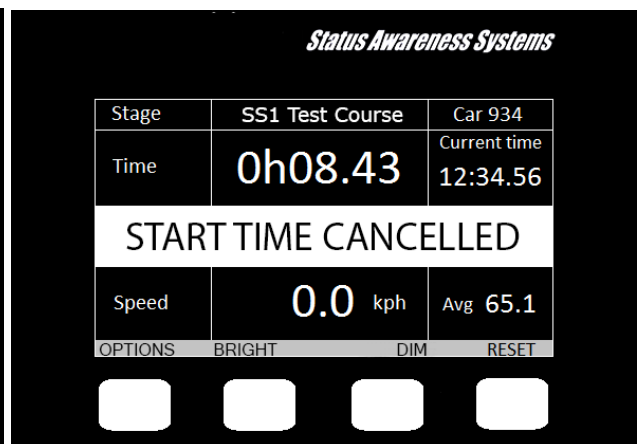 Status Awareness Systems
Stage SS1 Test Course Car 934
Time 0h08.43 Current time
12:34.56
START TIME CANCELLED
Speed 0.0 kph Avg 65.1
OPTIONS BRIGHT DIM RESET